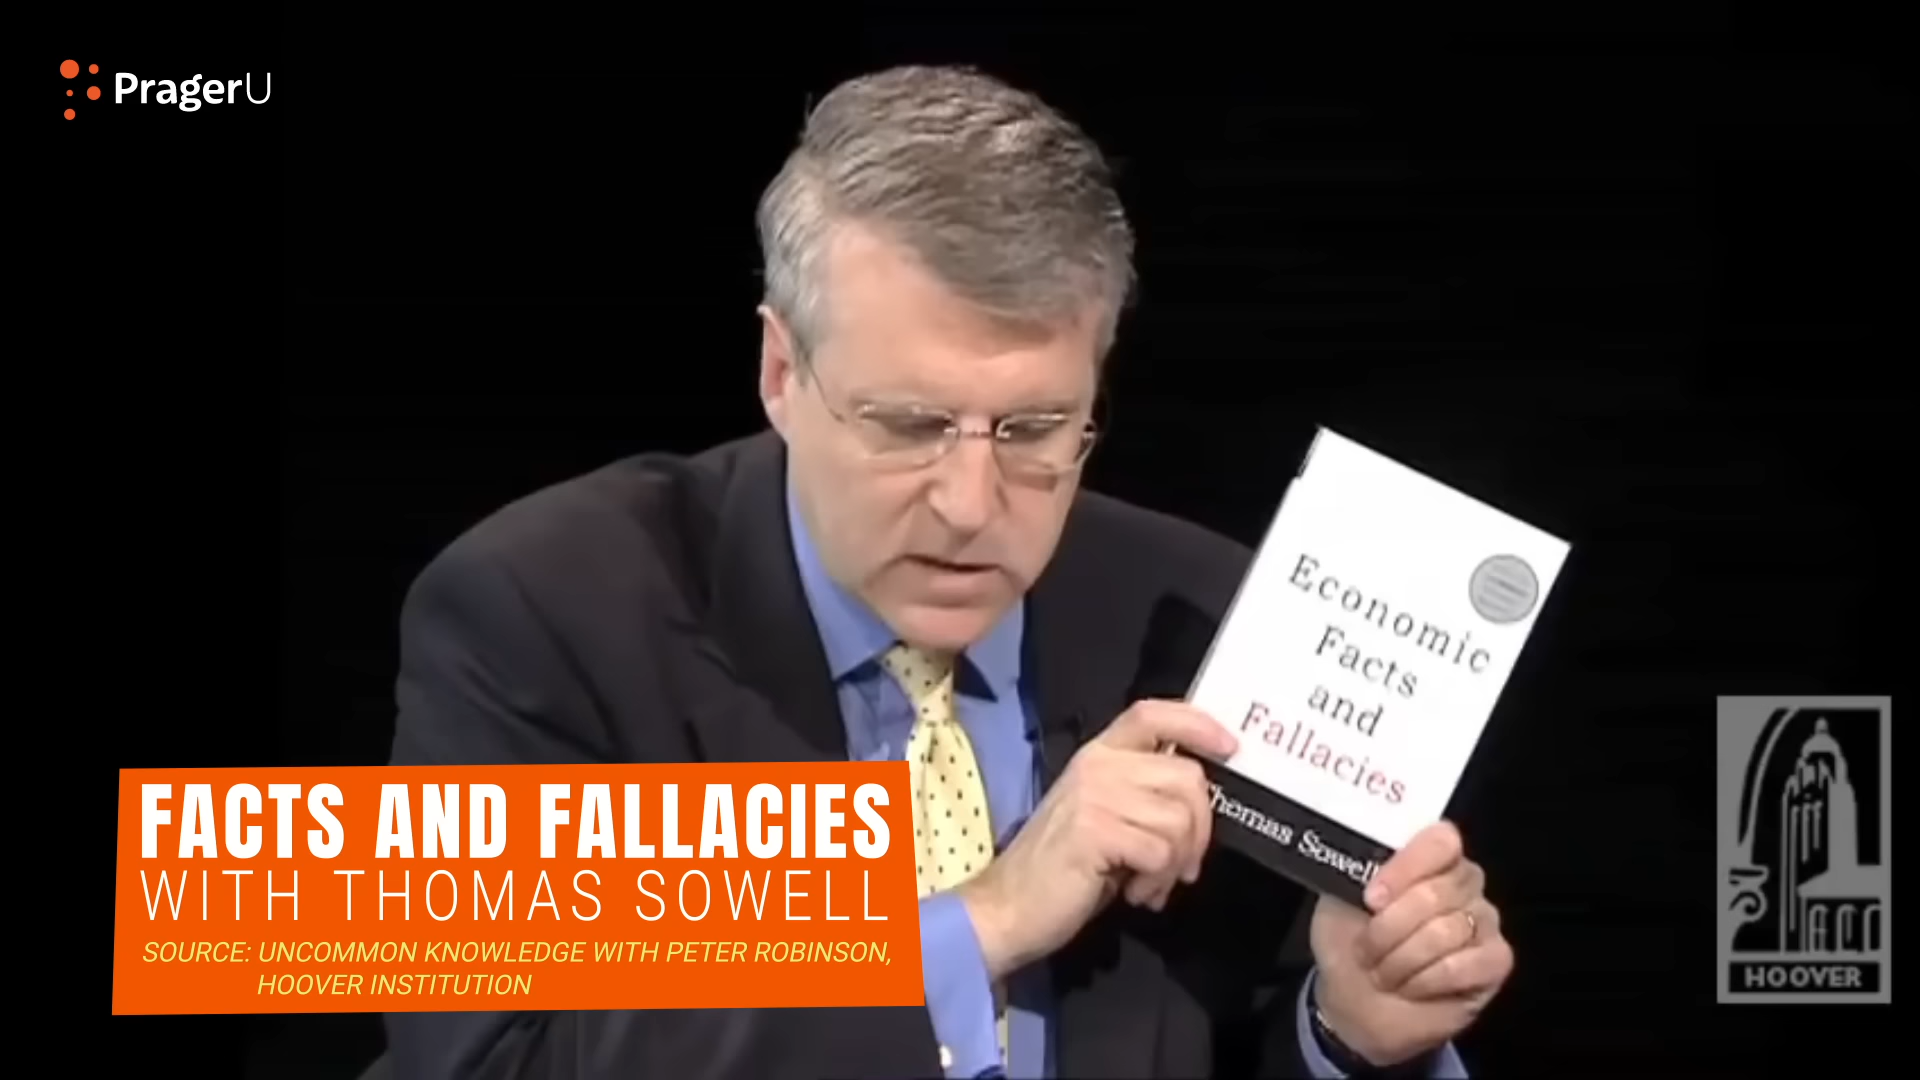 PragerU
Economic
Facts
and
Fallacies
Thomas Sowell
FACTS AND FALLACIES
WITH THOMAS SOWELL
SOURCE: UNCOMMON KNOWLEDGE WITH PETER ROBINSON,
HOOVER INSTITUTION
HOOVER